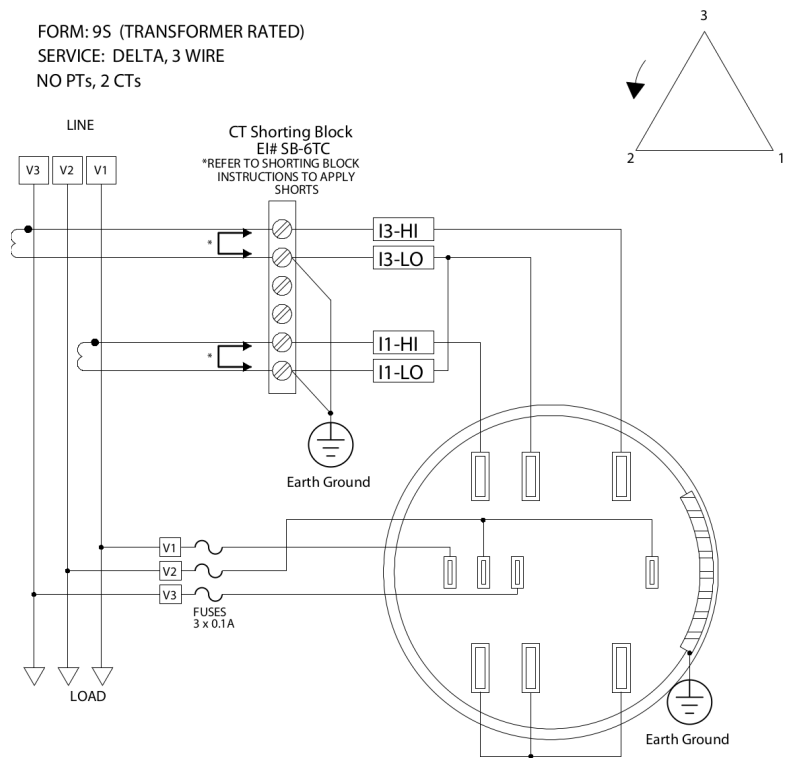 FORM: 9S (TRANSFORMER RATED)
SERVICE: DELTA, 3 WIRE
NO PTs, 2 CTs
3
2
1
LINE
V3
V2
V1
CT Shorting Block
EI# SB-6TC
*REFER TO SHORTING BLOCK
INSTRUCTIONS TO APPLY
SHORTS
*
I3-HI
I3-LO
*
I1-HI
I1-LO
Earth Ground
V1
V2
V3
FUSES
3 x 0.1A
LOAD
Earth Ground